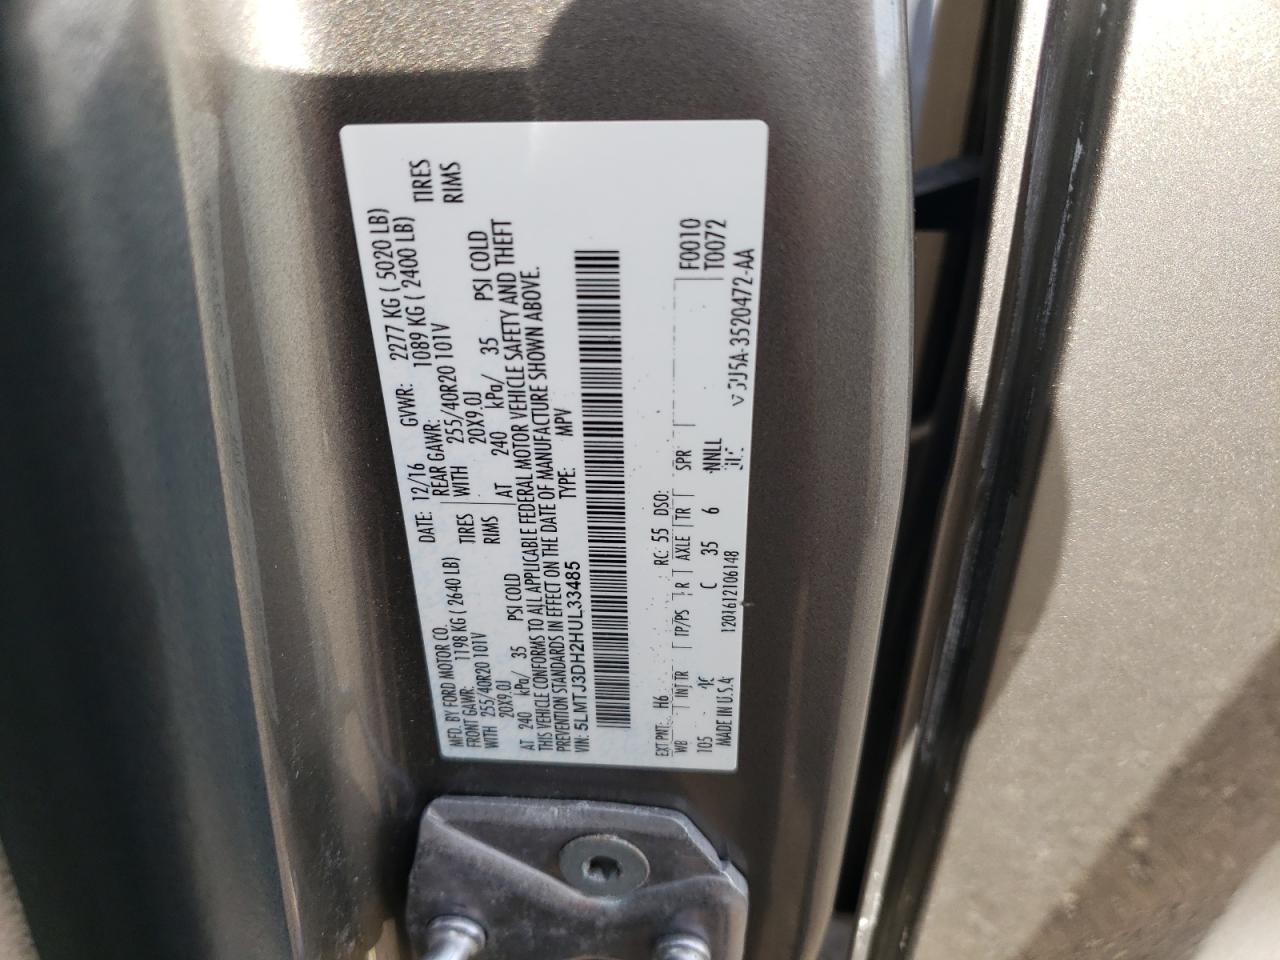 MFD. BY FORD MOTOR CO. DATE: 12/16 GVWR: 2277 KG ( 5020 LB)
FRONT GAWR: 1198 KG (2640 LB) REAR GAWR: 1089 KG ( 2400 LB)
WITH 255/40R20 101V TIRES WITH 255/40R20 101V TIRES
20X9.0J RIMS 20X9.0J RIMS
AT 240 kPa/ 35 PSI COLD AT 240 kPa/ 35 PSI COLD
THIS VEHICLE CONFORMS TO ALL APPLICABLE FEDERAL MOTOR VEHICLE SAFETY AND THEFT
PREVENTION STANDARDS IN EFFECT ON THE DATE OF MANUFACTURE SHOWN ABOVE.
VIN: 5LMTJ3DH2HUL33485 TYPE: MPV
EXT PNT: H6 RC: 55 DSO: F0010
WB INT TR TP/PS R AXLE TR SPR T0072
105 C 35 6 NNLL
MADE IN U.S.A. 1201612106148 5U5A-3520472-AA